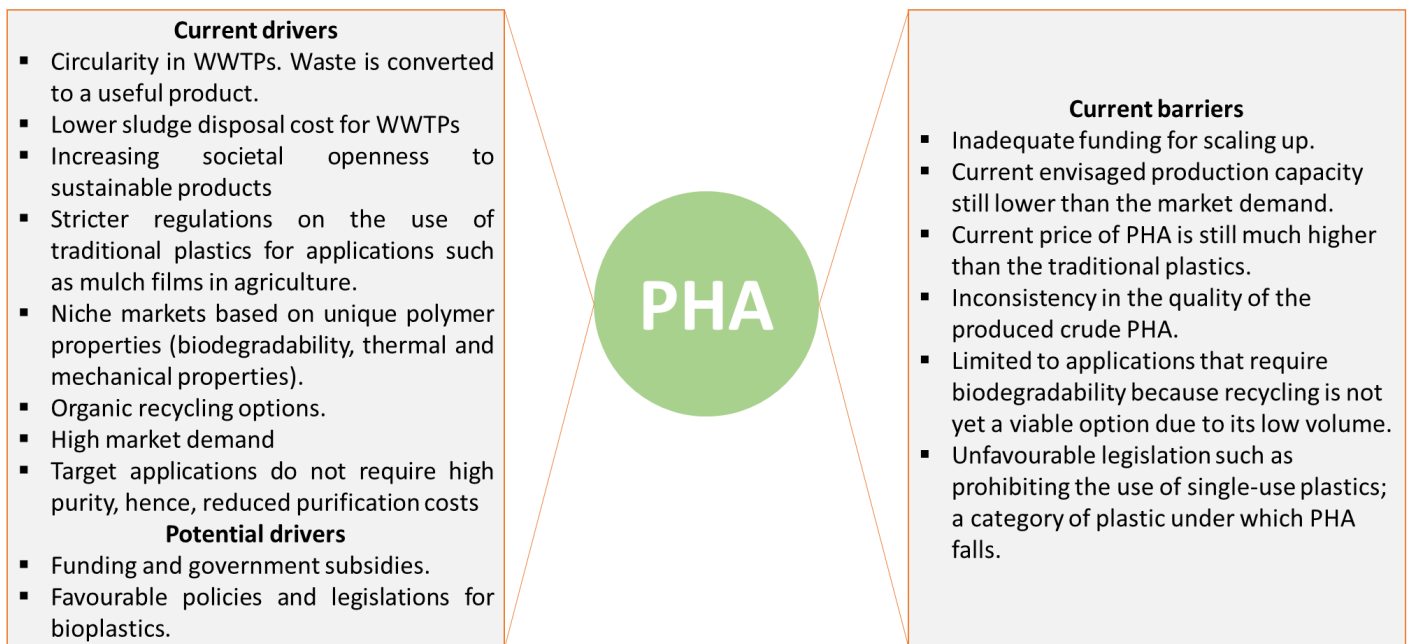 Current drivers
▪ Circularity in WWTPs. Waste is converted
to a useful product.
▪ Lower sludge disposal cost for WWTPs
▪ Increasing societal openness to
sustainable products
▪ Stricter regulations on the use of
traditional plastics for applications such
as mulch films in agriculture.
▪ Niche markets based on unique polymer
properties (biodegradability, thermal and
mechanical properties).
▪ Organic recycling options.
▪ High market demand
▪ Target applications do not require high
purity, hence, reduced purification costs
Potential drivers
▪ Funding and government subsidies.
▪ Favourable policies and legislations for
bioplastics.
PHA
Current barriers
▪ Inadequate funding for scaling up.
▪ Current envisaged production capacity
still lower than the market demand.
▪ Current price of PHA is still much higher
than the traditional plastics.
▪ Inconsistency in the quality of the
produced crude PHA.
▪ Limited to applications that require
biodegradability because recycling is not
yet a viable option due to its low volume.
▪ Unfavourable legislation such as
prohibiting the use of single-use plastics;
a category of plastic under which PHA
falls.